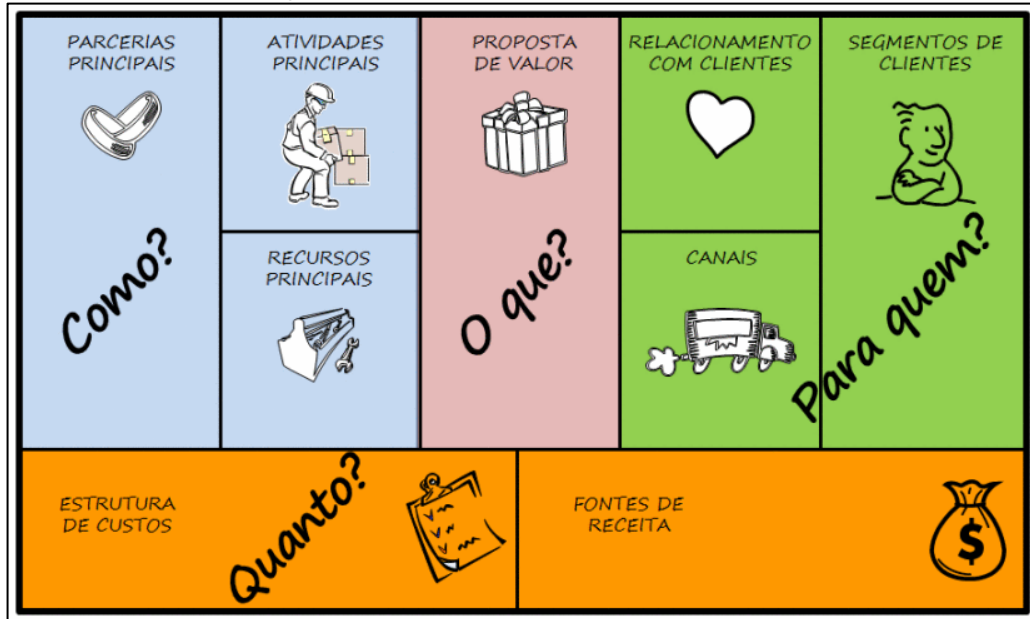 PARCERIAS
PRINCIPAIS
ATIVIDADES
PRINCIPAIS
PROPOSTA
DE VALOR
RELACIONAMENTO
COM CLIENTES
SEGMENTOS DE
CLIENTES
Como?
RECURSOS
PRINCIPAIS
O que?
CANAIS
Para quem?
ESTRUTURA
DE CUSTOS
Quanto?
FONTES DE
RECEITA
$